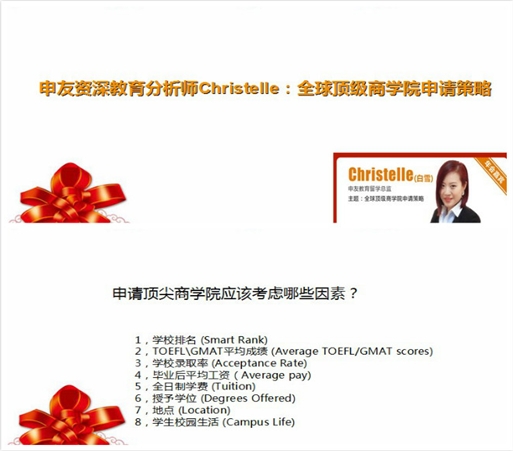 申友资深教育分析师Christelle：全球顶级商学院申请策略
Christelle(白雪)
申友教育留学总监
主题：全球顶级商学院申请策略
申请顶尖商学院应该考虑哪些因素？
1，学校排名 (Smart Rank)
2，TOEFL\GMAT平均成绩 (Average TOEFL/GMAT scores)
3，学校录取率 (Acceptance Rate)
4，毕业后平均工资 ( Average pay)
5，全日制学费 (Tuition)
6，授予学位 (Degrees Offered)
7，地点 (Location)
8，学生校园生活 (Campus Life)